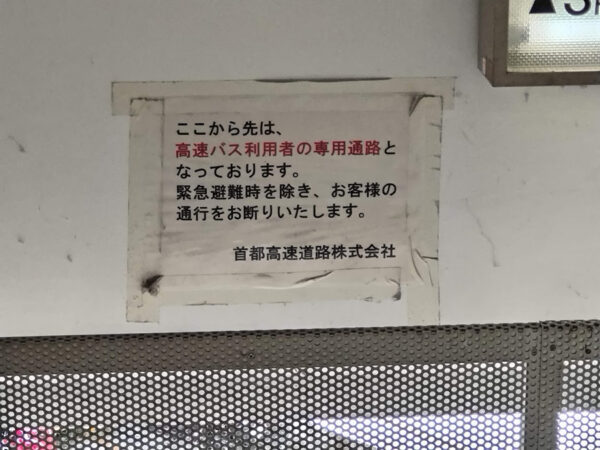 ここから先は、
高速バス利用者の専用通路と
なっております。
緊急避難時を除き、お客様の
通行をお断りいたします。
首都高速道路株式会社